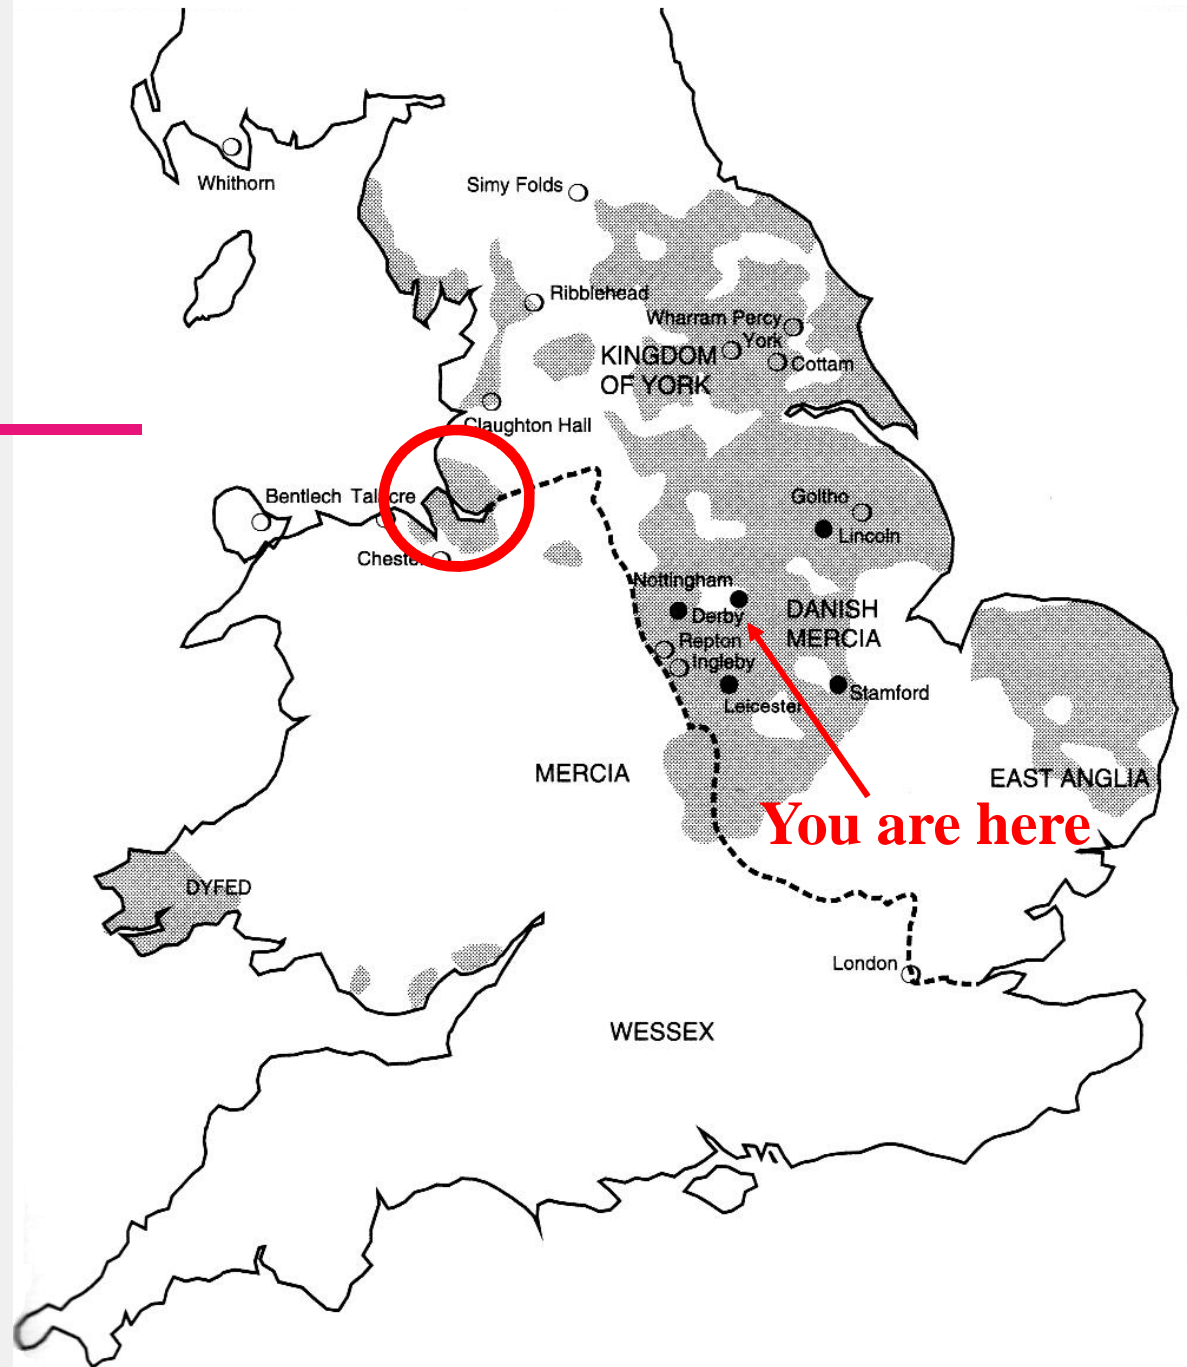 Whithorn
Simy Folds
Ribblehead
Wharram Percy
York
KINGDOM
OF YORK
Cottam
Claughton Hall
Bentlech Talacre
Goltho
Lincoln
Chester
Nottingham
Derby
DANISH
MERCIA
Repton
Ingleby
Stamford
Leicester
MERCIA
EAST ANGLIA
You are here
DYFED
London
WESSEX